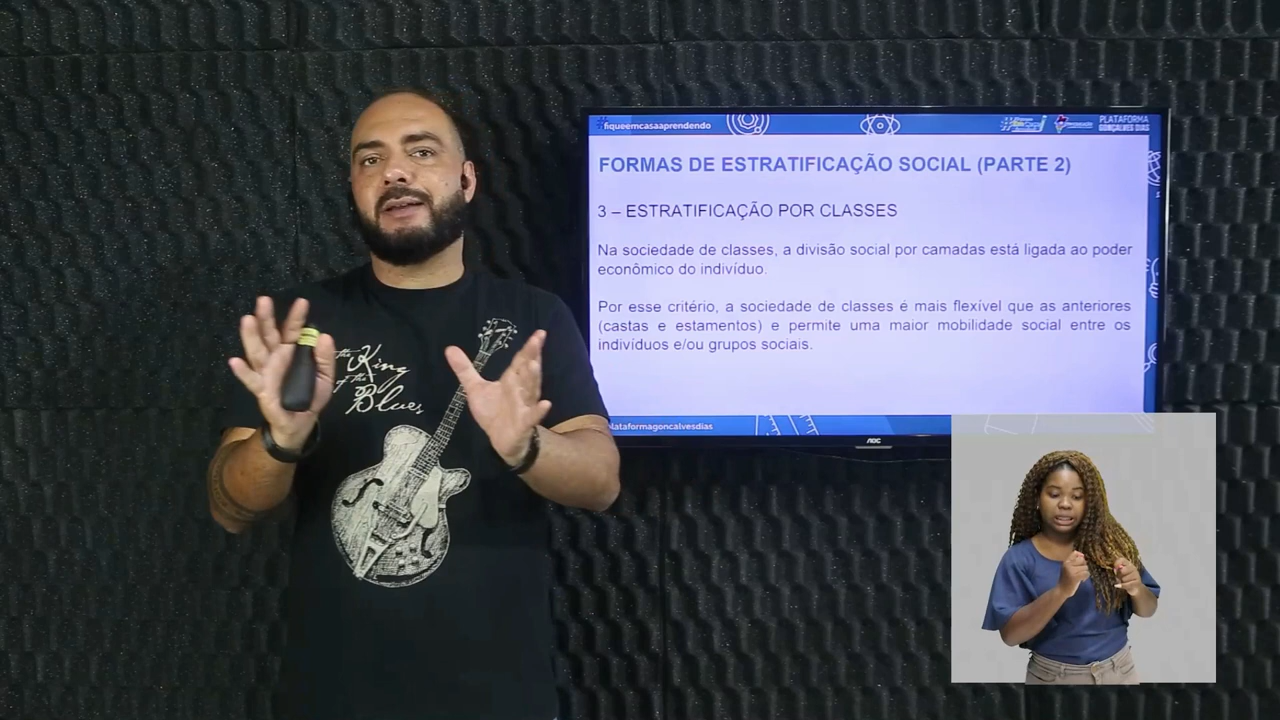 #fiqueemcasaaprendendo
PLATAFORMA
GONÇALVES DIAS
FORMAS DE ESTRATIFICAÇÃO SOCIAL (PARTE 2)
3 – ESTRATIFICAÇÃO POR CLASSES
Na sociedade de classes, a divisão social por camadas está ligada ao poder
econômico do indivíduo.
Por esse critério, a sociedade de classes é mais flexível que as anteriores
(castas e estamentos) e permite uma maior mobilidade social entre os
indivíduos e/ou grupos sociais.
lataformagoncalvesdias
AOC
the King
of the
Blues